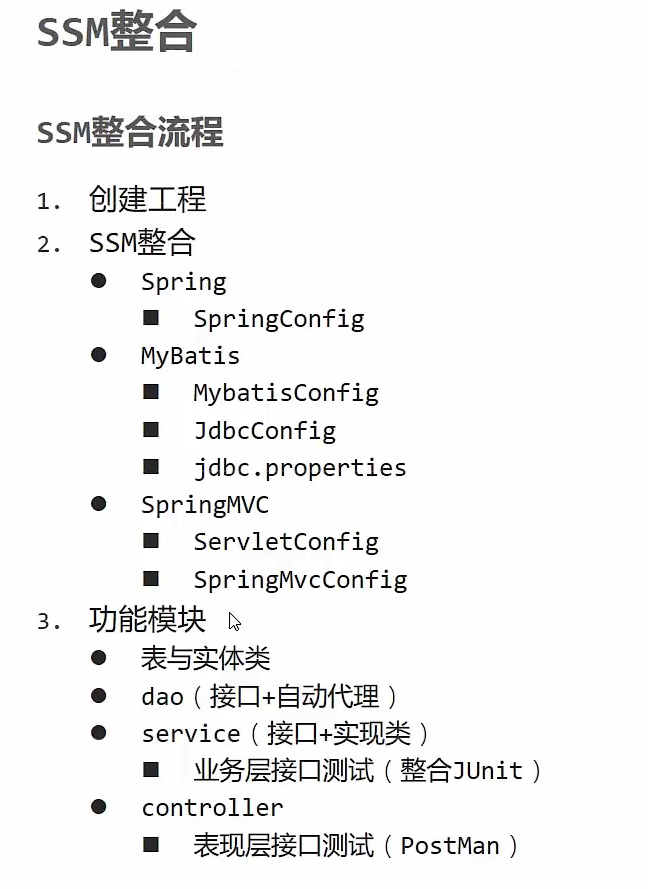 SSM整合
SSM整合流程
1. 创建工程
2. SSM整合
● Spring
■ SpringConfig
● MyBatis
■ MybatisConfig
■ JdbcConfig
■ jdbc.properties
● SpringMVC
■ ServletConfig
■ SpringMvcConfig
3. 功能模块
● 表与实体类
● dao（接口+自动代理）
● service（接口+实现类）
■ 业务层接口测试（整合JUnit）
● controller
■ 表现层接口测试（PostMan）